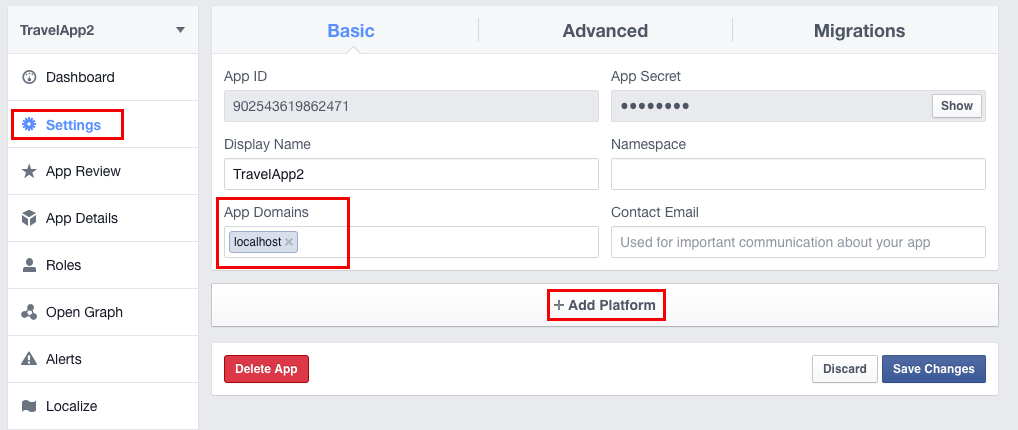 TravelApp2
Dashboard
Settings
App Review
App Details
Roles
Open Graph
Alerts
Localize
Basic
Advanced
Migrations
App ID
App Secret
902543619862471
●●●●●●●●
Show
Display Name
Namespace
TravelApp2
App Domains
Contact Email
localhost ×
Used for important communication about your app
+ Add Platform
Delete App
Discard
Save Changes